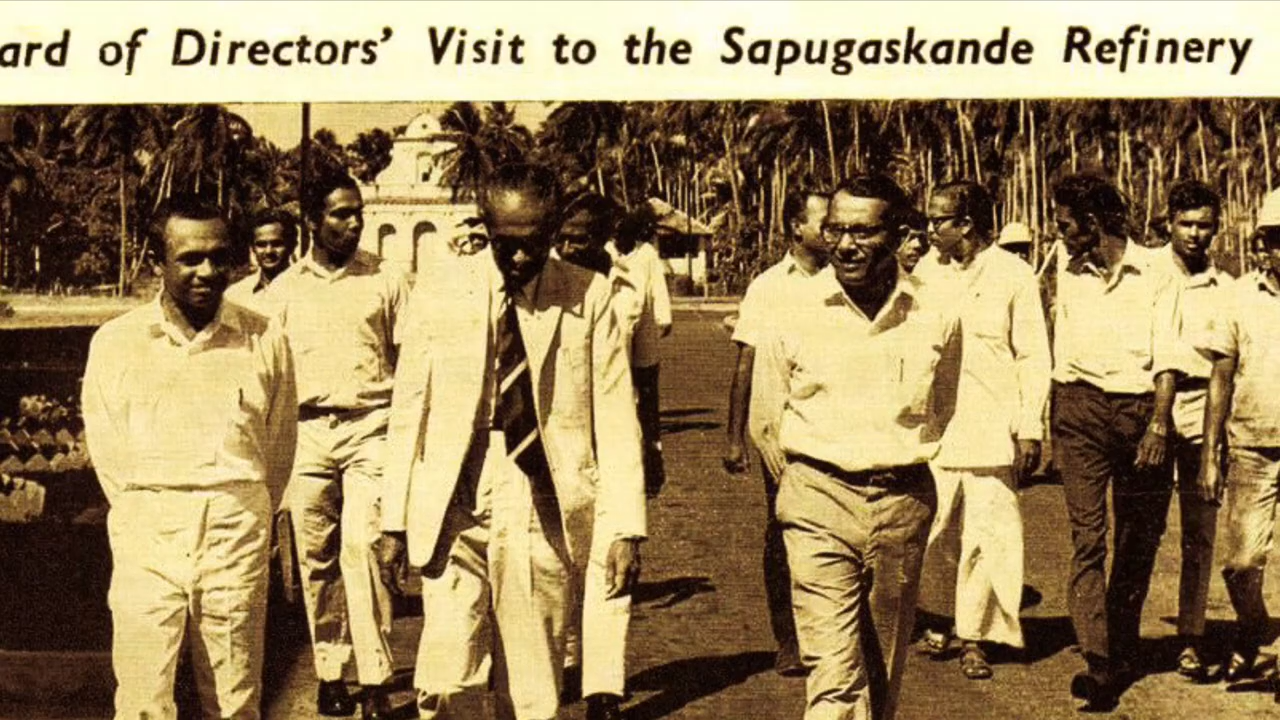 ard of Directors' Visit to the Sapugaskande Refinery